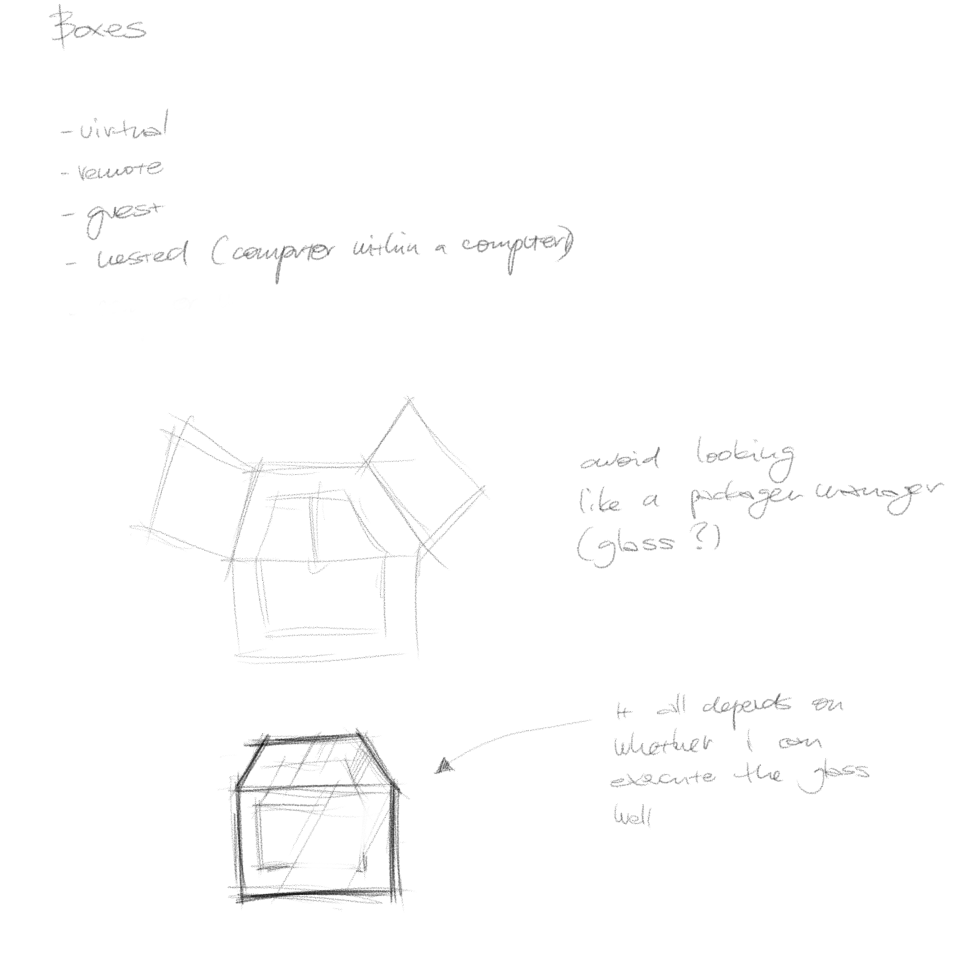 Boxes
- virtual
- remote
- guest
- nested (computer within a computer)
avoid looking
like a package manager
(glass?)
It all depends on
whether I can
execute the glass
well